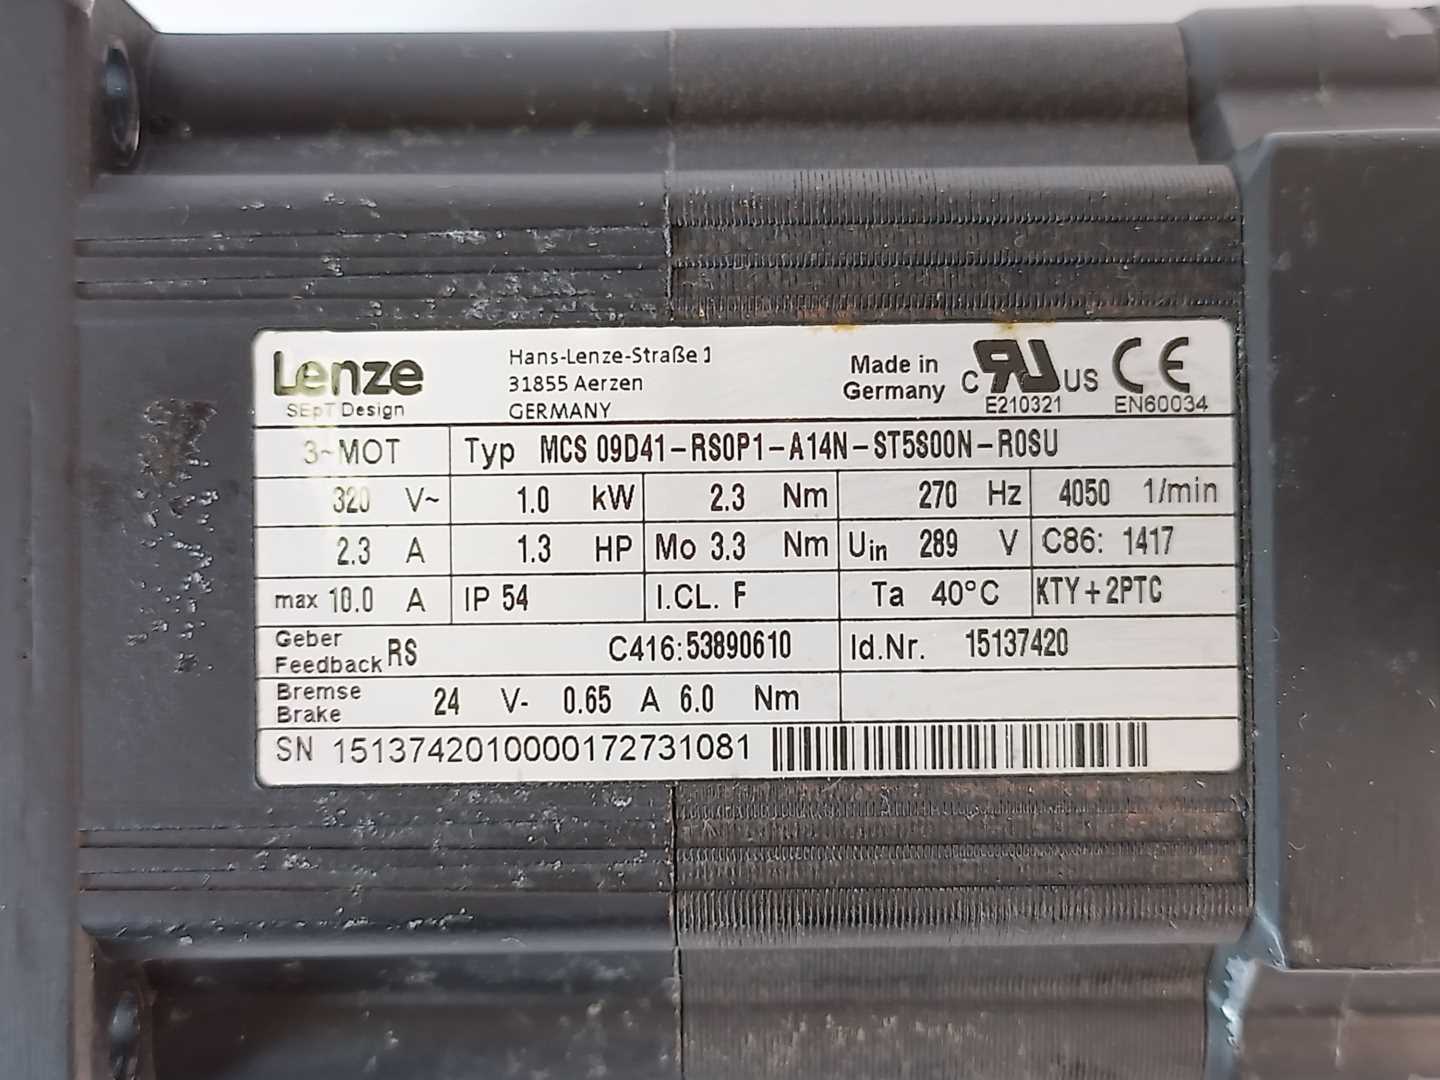 Lenze
SEpT Design
Hans-Lenze-Straße 1
31855 Aerzen
GERMANY
Made in
Germany
C RU US
E210321
CE
EN60034
3~MOT Typ MCS 09D41-RS0P1-A14N-ST5S00N-R0SU
320 V~ 1.0 kW 2.3 Nm 270 Hz 4050 1/min
2.3 A 1.3 HP Mo 3.3 Nm Uin 289 V C86: 1417
max 10.0 A IP 54 I.CL. F Ta 40°C KTY+2PTC
Geber
Feedback RS C416:53890610 Id.Nr. 15137420
Bremse
Brake 24 V- 0.65 A 6.0 Nm
SN 1513742010000172731081